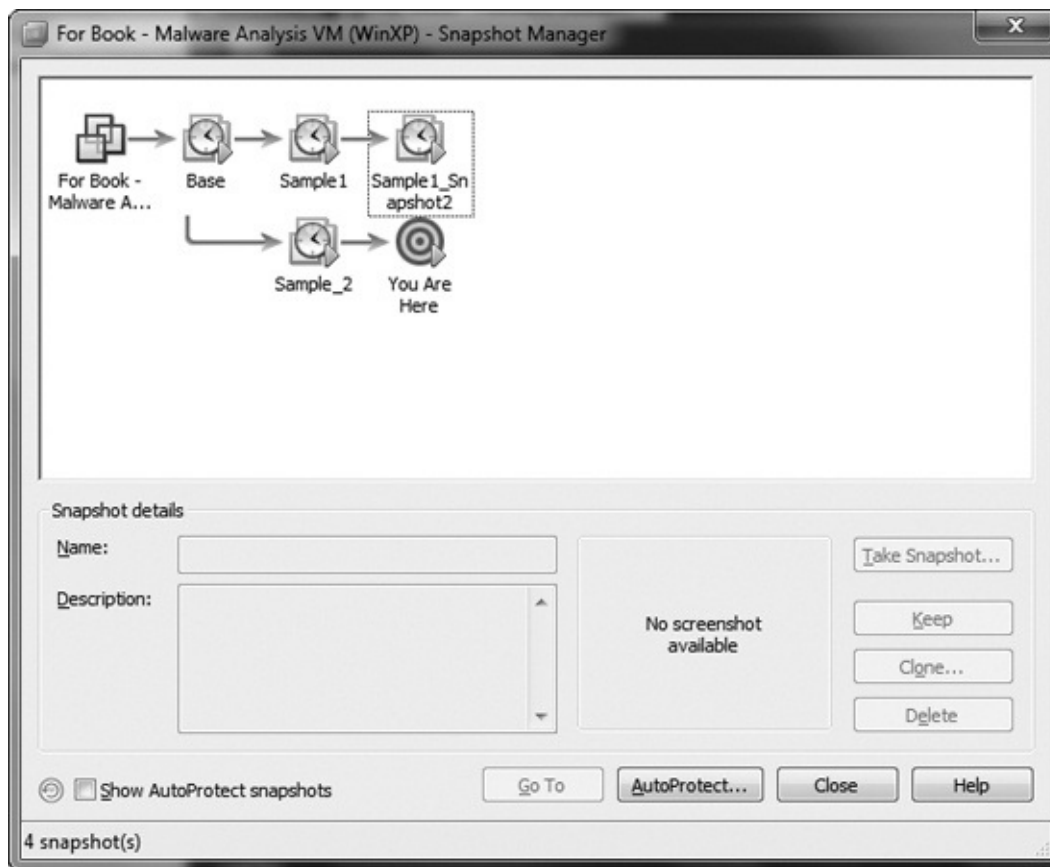 For Book - Malware Analysis VM (WinXP) - Snapshot Manager
For Book -
Malware A...
Base
Sample1
Sample1_Sn
apshot2
Sample_2
You Are
Here
Snapshot details
Name:
Description:
No screenshot
available
Take Snapshot...
Keep
Clone...
Delete
Show AutoProtect snapshots
Go To
AutoProtect...
Close
Help
4 snapshot(s)